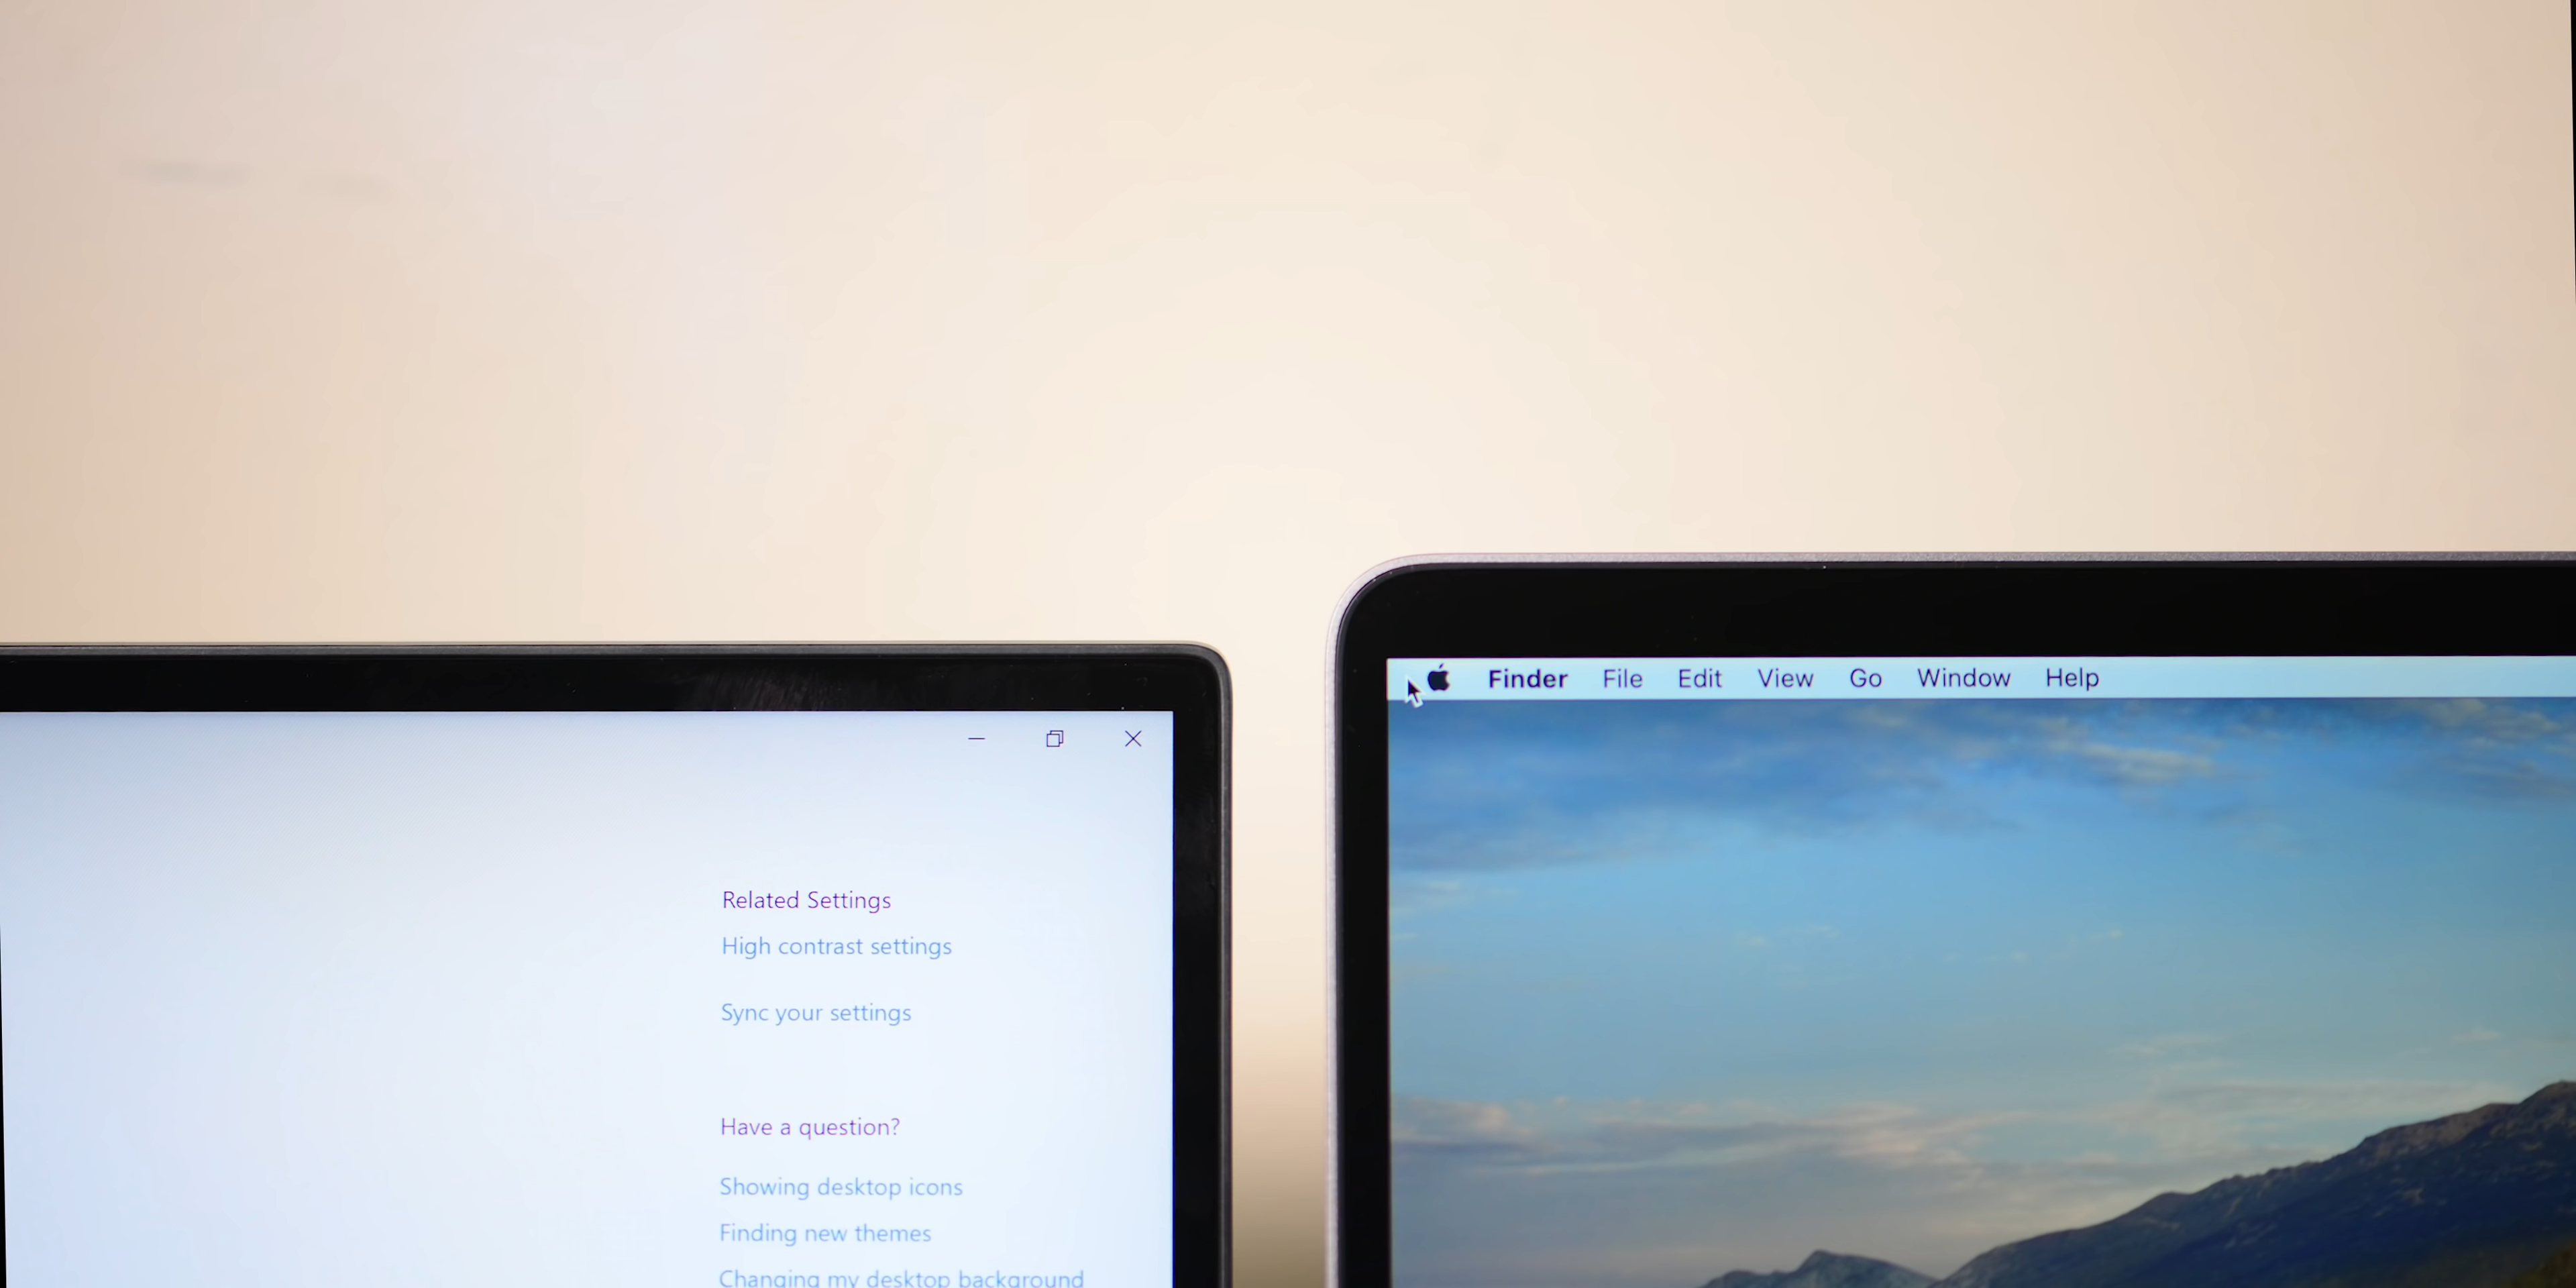 Related Settings
High contrast settings
Sync your settings
Have a question?
Showing desktop icons
Finding new themes
Changing my desktop background
Finder File Edit View Go Window Help